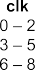 clk
0 – 2
3 – 5
6 – 8